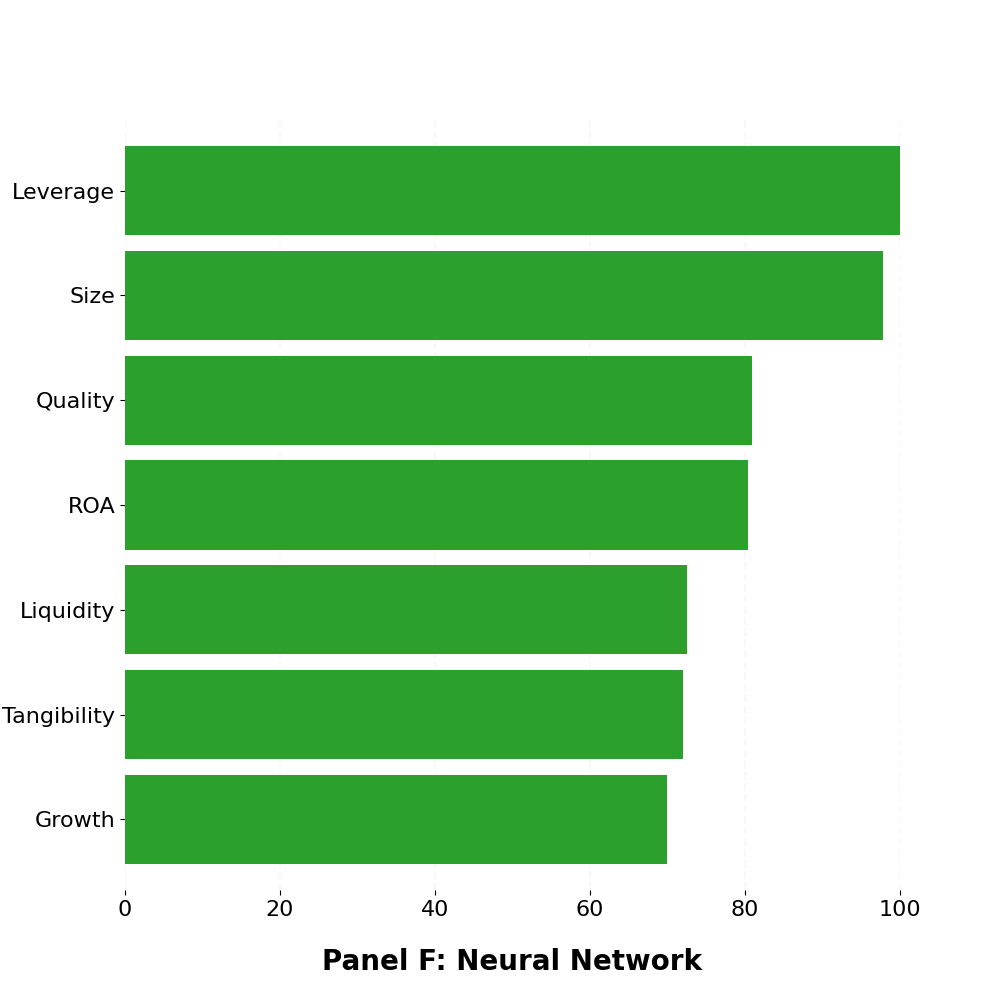 Leverage
Size
Quality
ROA
Liquidity
Tangibility
Growth
0 20 40 60 80 100
Panel F: Neural Network